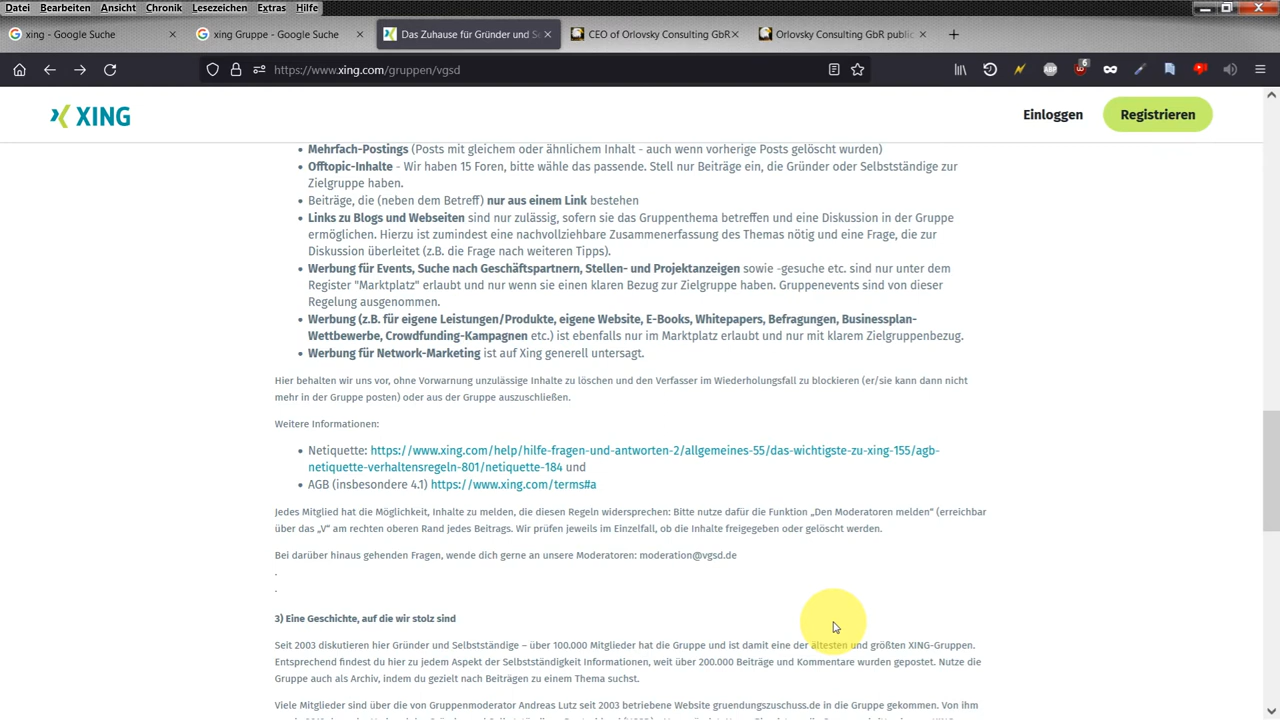 Datei Bearbeiten Ansicht Chronik Lesezeichen Extras Hilfe
xing - Google Suche
xing Gruppe - Google Suche
Das Zuhause für Gründer und Se
CEO of Orlovsky Consulting GbR
Orlovsky Consulting GbR public
https://www.xing.com/gruppen/vgsd
6
XING
Einloggen
Registrieren
• Mehrfach-Postings (Posts mit gleichem oder ähnlichem Inhalt - auch wenn vorherige Posts gelöscht wurden)
• Offtopic-Inhalte - Wir haben 15 Foren, bitte wähle das passende. Stell nur Beiträge ein, die Gründer oder Selbstständige zur
Zielgruppe haben.
• Beiträge, die (neben dem Betreff) nur aus einem Link bestehen
• Links zu Blogs und Webseiten sind nur zulässig, sofern sie das Gruppenthema betreffen und eine Diskussion in der Gruppe
ermöglichen. Hierzu ist zumindest eine nachvollziehbare Zusammenerfassung des Themas nötig und eine Frage, die zur
Diskussion überleitet (z.B. die Frage nach weiteren Tipps).
• Werbung für Events, Suche nach Geschäftspartnern, Stellen- und Projektanzeigen sowie -gesuche etc. sind nur unter dem
Register "Marktplatz" erlaubt und nur wenn sie einen klaren Bezug zur Zielgruppe haben. Gruppenevents sind von dieser
Regelung ausgenommen.
• Werbung (z.B. für eigene Leistungen/Produkte, eigene Website, E-Books, Whitepapers, Befragungen, Businessplan-
Wettbewerbe, Crowdfunding-Kampagnen etc.) ist ebenfalls nur im Marktplatz erlaubt und nur mit klarem Zielgruppenbezug.
• Werbung für Network-Marketing ist auf Xing generell untersagt.
Hier behalten wir uns vor, ohne Vorwarnung unzulässige Inhalte zu löschen und den Verfasser im Wiederholungsfall zu blockieren (er/sie kann dann nicht
mehr in der Gruppe posten) oder aus der Gruppe auszuschließen.
Weitere Informationen:
• Netiquette: https://www.xing.com/help/hilfe-fragen-und-antworten-2/allgemeines-55/das-wichtigste-zu-xing-155/agb-
netiquette-verhaltensregeln-801/netiquette-184 und
• AGB (insbesondere 4.1) https://www.xing.com/terms#a
Jedes Mitglied hat die Möglichkeit, Inhalte zu melden, die diesen Regeln widersprechen: Bitte nutze dafür die Funktion „Den Moderatoren melden“ (erreichbar
über das „V“ am rechten oberen Rand jedes Beitrags. Wir prüfen jeweils im Einzelfall, ob die Inhalte freigegeben oder gelöscht werden.
Bei darüber hinaus gehenden Fragen, wende dich gerne an unsere Moderatoren: moderation@vgsd.de
.
.
3) Eine Geschichte, auf die wir stolz sind
Seit 2003 diskutieren hier Gründer und Selbstständige – über 100.000 Mitglieder hat die Gruppe und ist damit eine der ältesten und größten XING-Gruppen.
Entsprechend findest du hier zu jedem Aspekt der Selbstständigkeit Informationen, weit über 200.000 Beiträge und Kommentare wurden gepostet. Nutze die
Gruppe auch als Archiv, indem du gezielt nach Beiträgen zu einem Thema suchst.
Viele Mitglieder sind über die von Gruppenmoderator Andreas Lutz seit 2003 betriebene Website gruendungszuschuss.de in die Gruppe gekommen. Von ihm